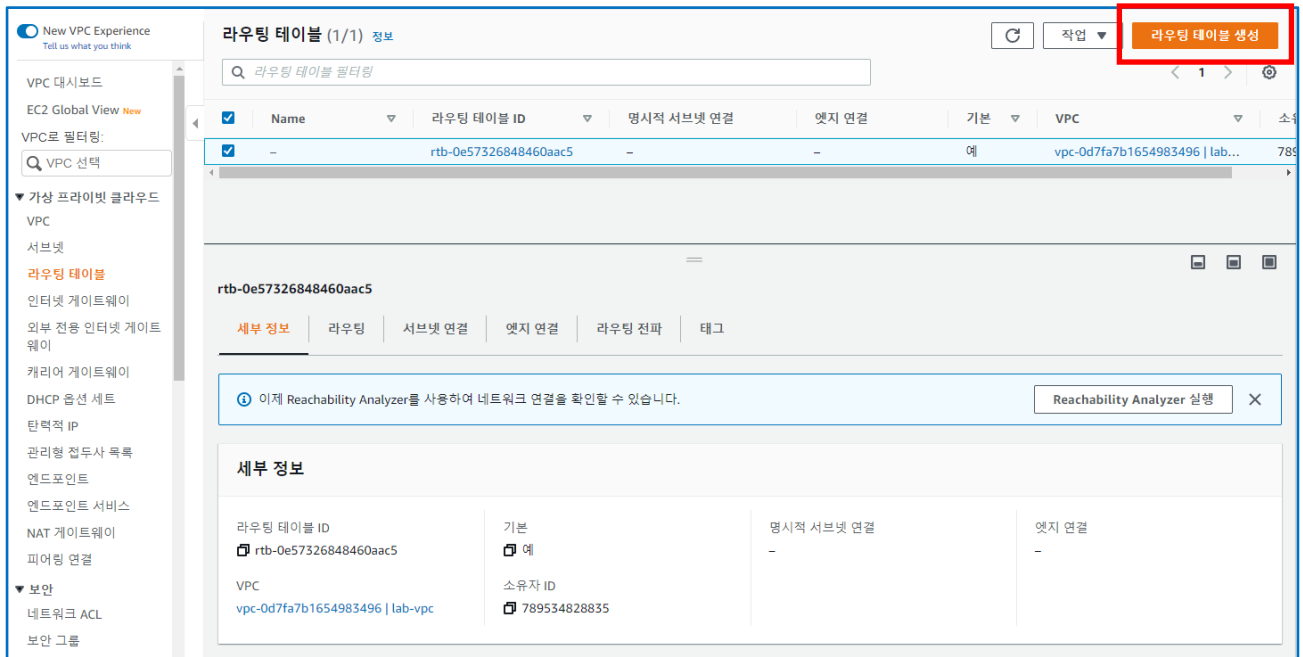 New VPC Experience
Tell us what you think
VPC 대시보드
EC2 Global View New
VPC로 필터링:
VPC 선택
가상 프라이빗 클라우드
VPC
서브넷
라우팅 테이블
인터넷 게이트웨이
외부 전용 인터넷 게이트
웨이
캐리어 게이트웨이
DHCP 옵션 세트
탄력적 IP
관리형 접두사 목록
엔드포인트
엔드포인트 서비스
NAT 게이트웨이
피어링 연결
보안
네트워크 ACL
보안 그룹
라우팅 테이블 (1/1) 정보
작업
라우팅 테이블 생성
라우팅 테이블 필터링
1
Name 라우팅 테이블 ID 명시적 서브넷 연결 엣지 연결 기본 VPC 소유
– rtb-0e57326848460aac5 – – 예 vpc-0d7fa7b1654983496 | lab... 789
rtb-0e57326848460aac5
세부 정보 라우팅 서브넷 연결 엣지 연결 라우팅 전파 태그
이제 Reachability Analyzer를 사용하여 네트워크 연결을 확인할 수 있습니다.
Reachability Analyzer 실행
세부 정보
라우팅 테이블 ID 기본 명시적 서브넷 연결 엣지 연결
rtb-0e57326848460aac5 예 – –
VPC 소유자 ID
vpc-0d7fa7b1654983496 | lab-vpc 789534828835